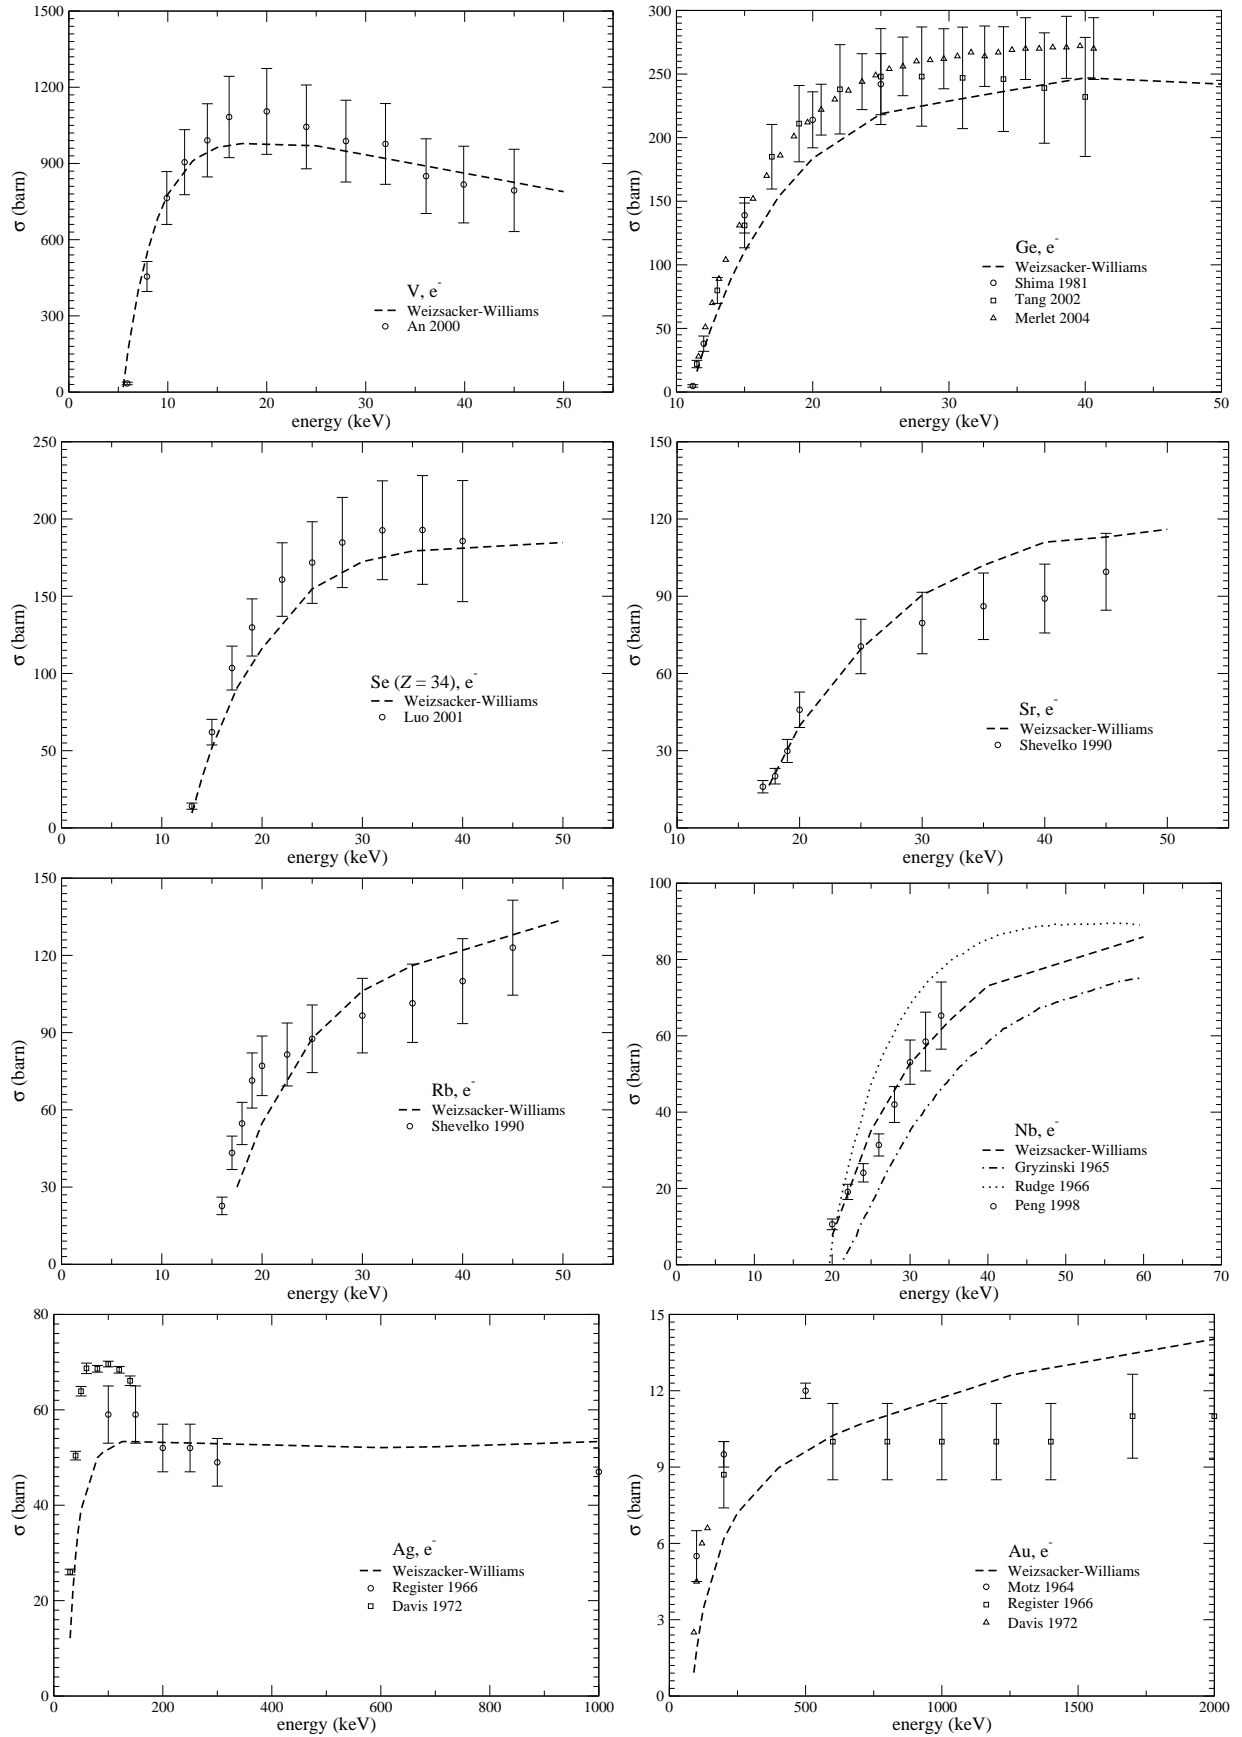 1500
1200
900
600
300
0
σ (barn)
0 10 20 30 40 50
energy (keV)
V, e-
Weizsacker-Williams
An 2000
300
250
200
150
100
50
0
σ (barn)
10 20 30 40 50
energy (keV)
Ge, e-
Weizsacker-Williams
Shima 1981
Tang 2002
Merlet 2004
250
200
150
100
50
0
σ (barn)
0 10 20 30 40 50
energy (keV)
Se (Z = 34), e-
Weizsacker-Williams
Luo 2001
150
120
90
60
30
0
σ (barn)
10 20 30 40 50
energy (keV)
Sr, e-
Weizsacker-Williams
Shevelko 1990
150
120
90
60
30
0
σ (barn)
0 10 20 30 40 50
energy (keV)
Rb, e-
Weizsacker-Williams
Shevelko 1990
100
80
60
40
20
0
σ (barn)
0 10 20 30 40 50 60 70
energy (keV)
Nb, e-
Weizsacker-Williams
Gryzinski 1965
Rudge 1966
Peng 1998
80
60
40
20
0
σ (barn)
0 200 400 600 800 1000
energy (keV)
Ag, e-
Weiszacker-Williams
Register 1966
Davis 1972
15
12
9
6
3
0
σ (barn)
0 500 1000 1500 2000
energy (keV)
Au, e-
Weizsacker-Williams
Motz 1964
Register 1966
Davis 1972